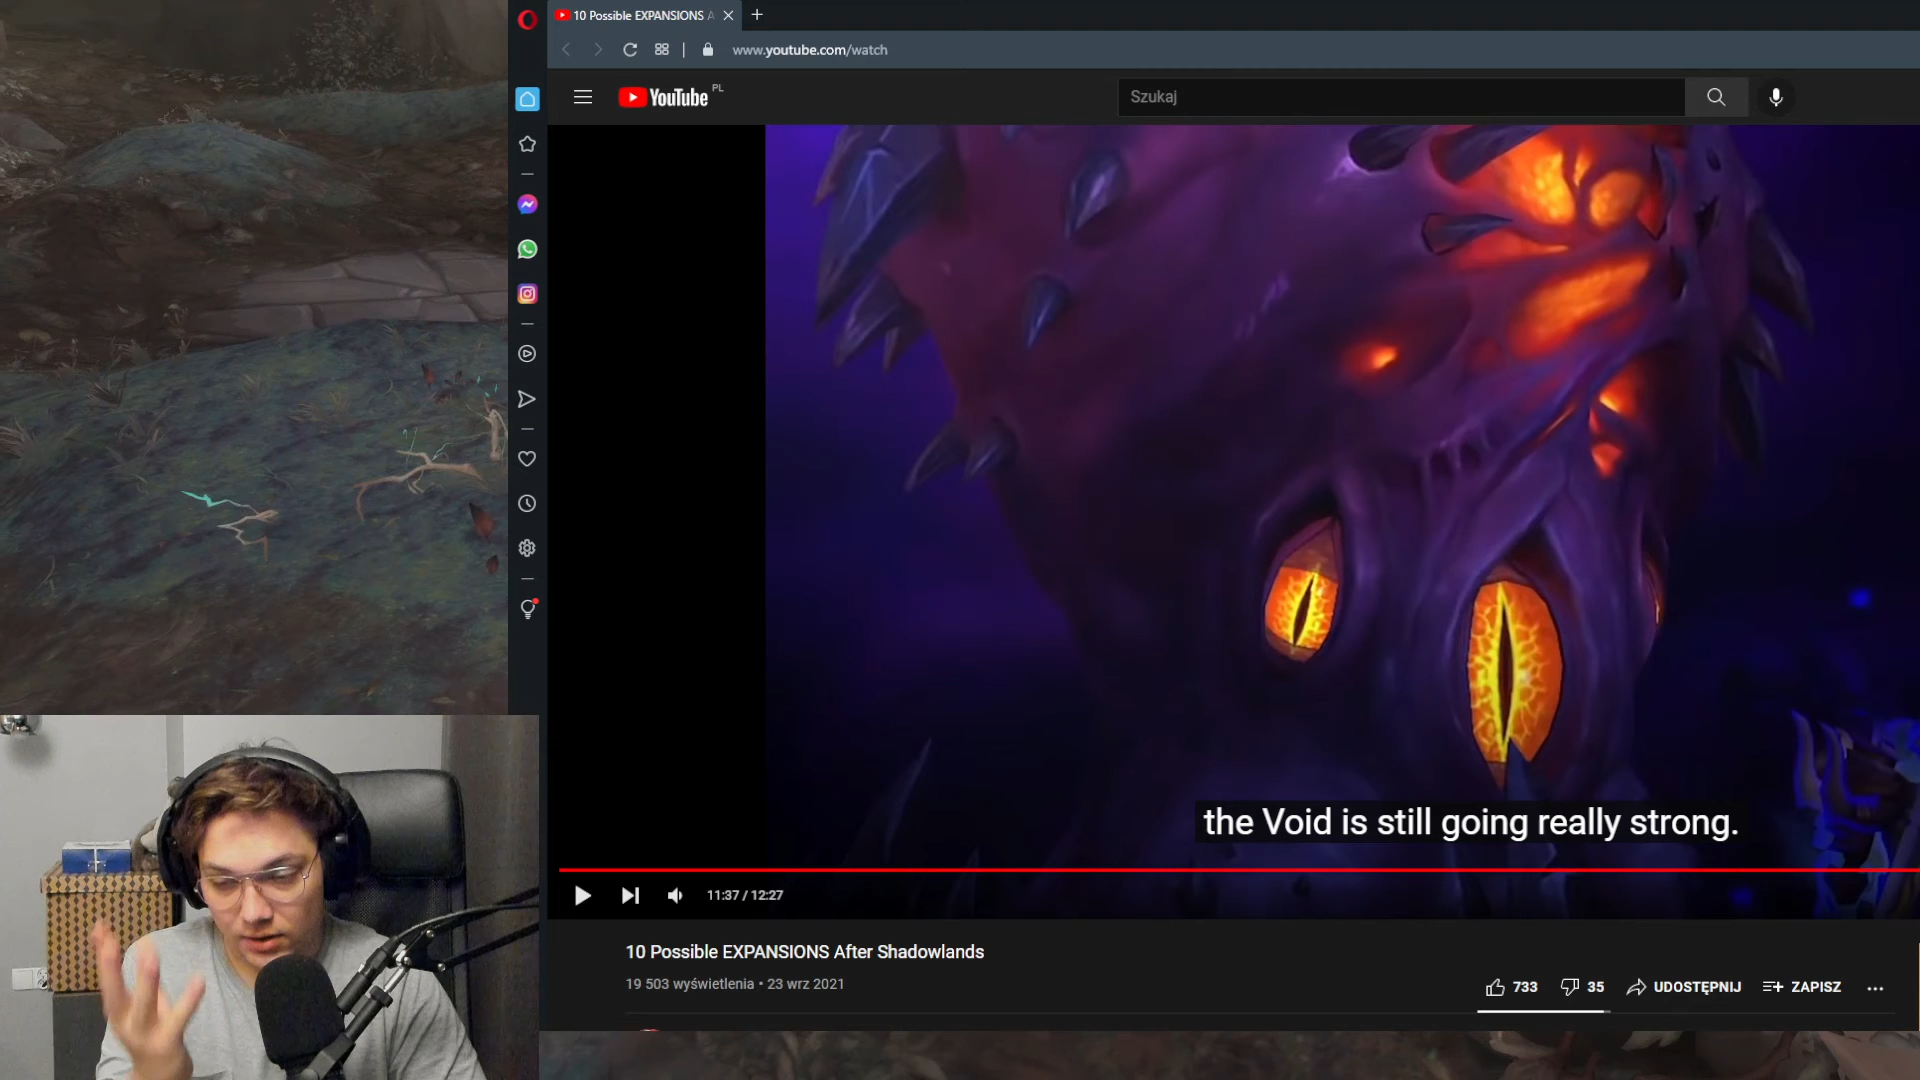 10 Possible EXPANSIONS A
www.youtube.com/watch
YouTube PL
Szukaj
the Void is still going really strong.
11:37 / 12:27
10 Possible EXPANSIONS After Shadowlands
19 503 wyświetlenia • 23 wrz 2021
733 35 UDOSTĘPNIJ ZAPISZ